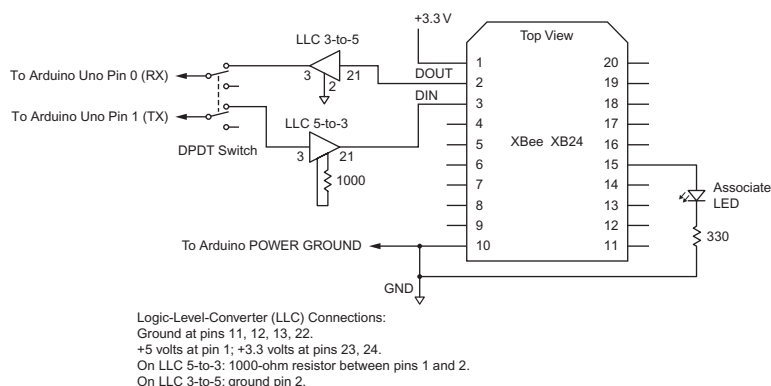 +3.3 V
LLC 3-to-5
Top View
3
2
21
1
20
DOUT
To Arduino Uno Pin 0 (RX)
2
19
DIN
3
18
To Arduino Uno Pin 1 (TX)
LLC 5-to-3
4
17
DPDT Switch
3
21
5
XBee XB24
16
6
15
1000
7
14
Associate
LED
8
13
9
12
330
To Arduino POWER GROUND
10
11
GND
Logic-Level-Converter (LLC) Connections:
Ground at pins 11, 12, 13, 22.
+5 volts at pin 1; +3.3 volts at pins 23, 24.
On LLC 5-to-3: 1000-ohm resistor between pins 1 and 2.
On LLC 3-to-5: ground pin 2.